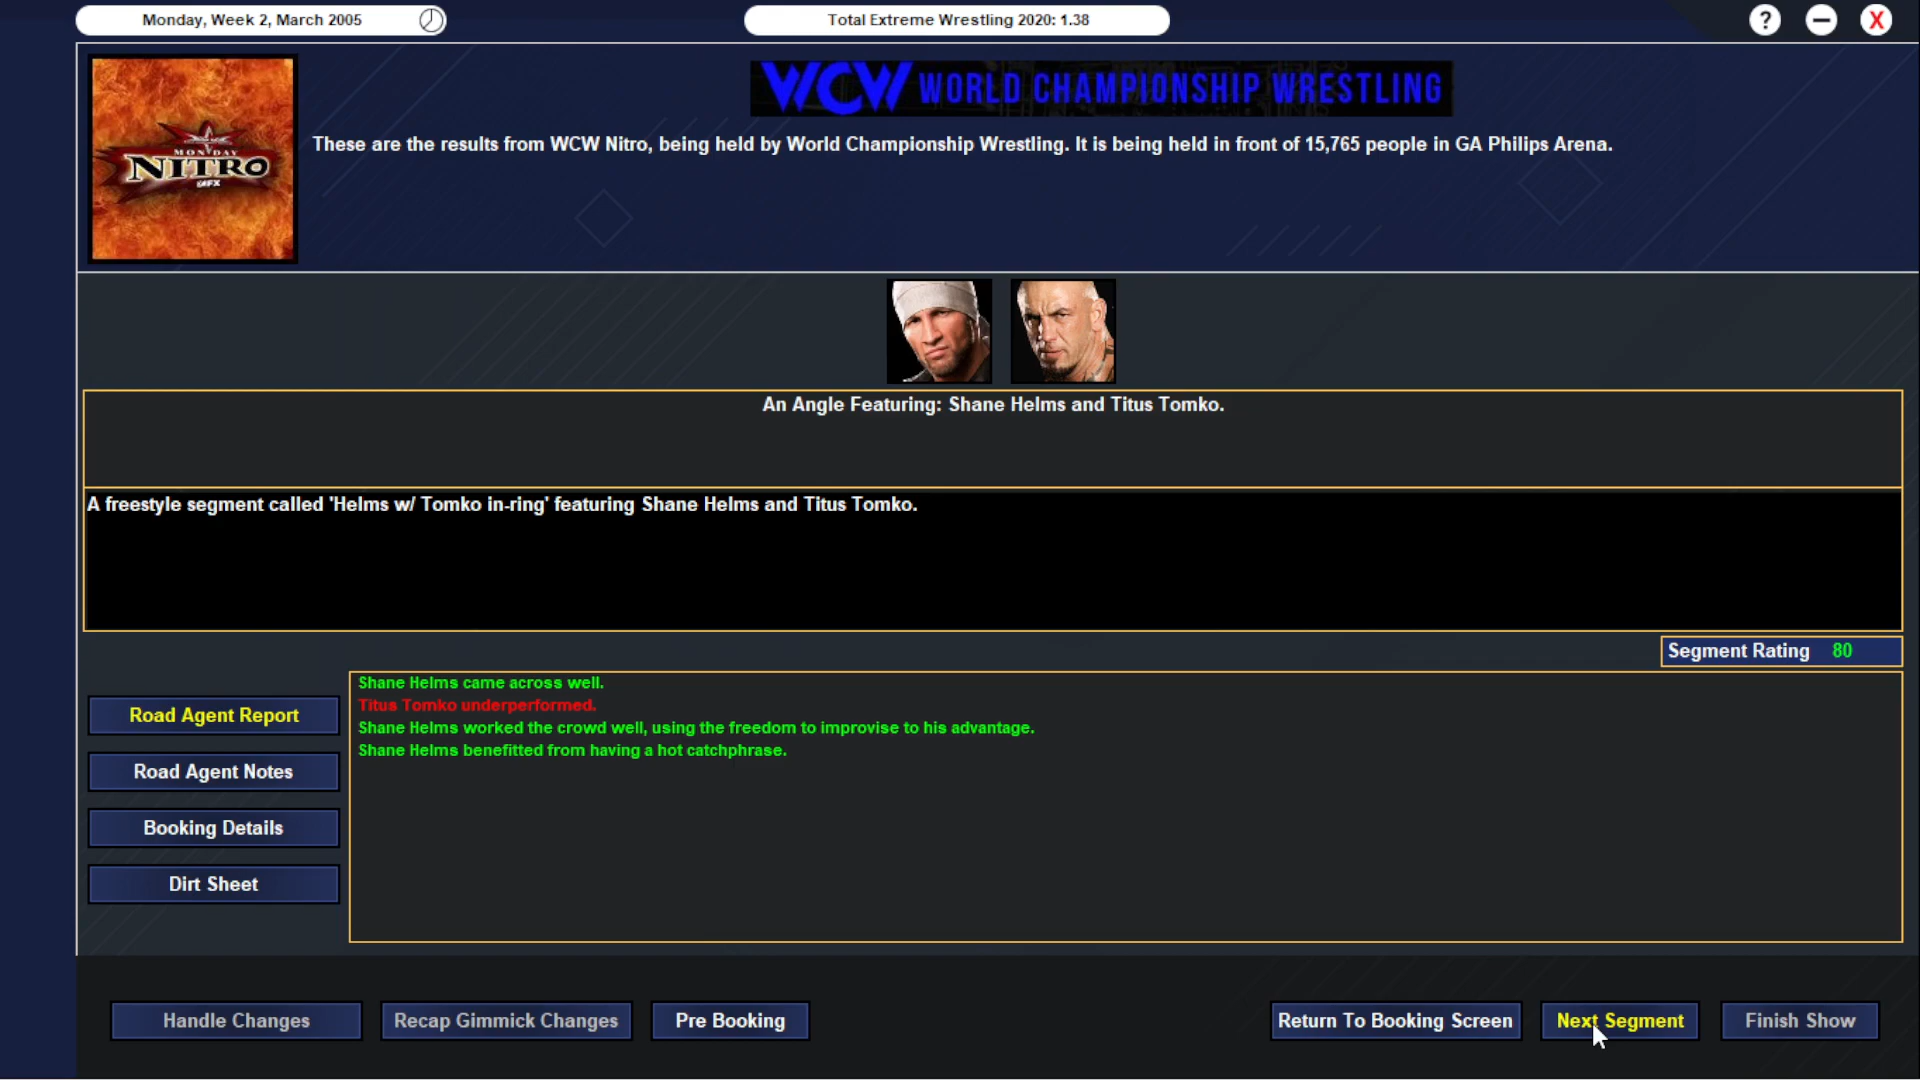 Monday, Week 2, March 2005
Total Extreme Wrestling 2020: 1.38
? X
WCW WORLD CHAMPIONSHIP WRESTLING
MONDAY
NITRO
These are the results from WCW Nitro, being held by World Championship Wrestling. It is being held in front of 15,765 people in GA Philips Arena.
An Angle Featuring: Shane Helms and Titus Tomko.
A freestyle segment called 'Helms w/ Tomko in-ring' featuring Shane Helms and Titus Tomko.
Segment Rating 80
Road Agent Report
Road Agent Notes
Booking Details
Dirt Sheet
Shane Helms came across well.
Titus Tomko underperformed.
Shane Helms worked the crowd well, using the freedom to improvise to his advantage.
Shane Helms benefitted from having a hot catchphrase.
Handle Changes
Recap Gimmick Changes
Pre Booking
Return To Booking Screen
Next Segment
Finish Show